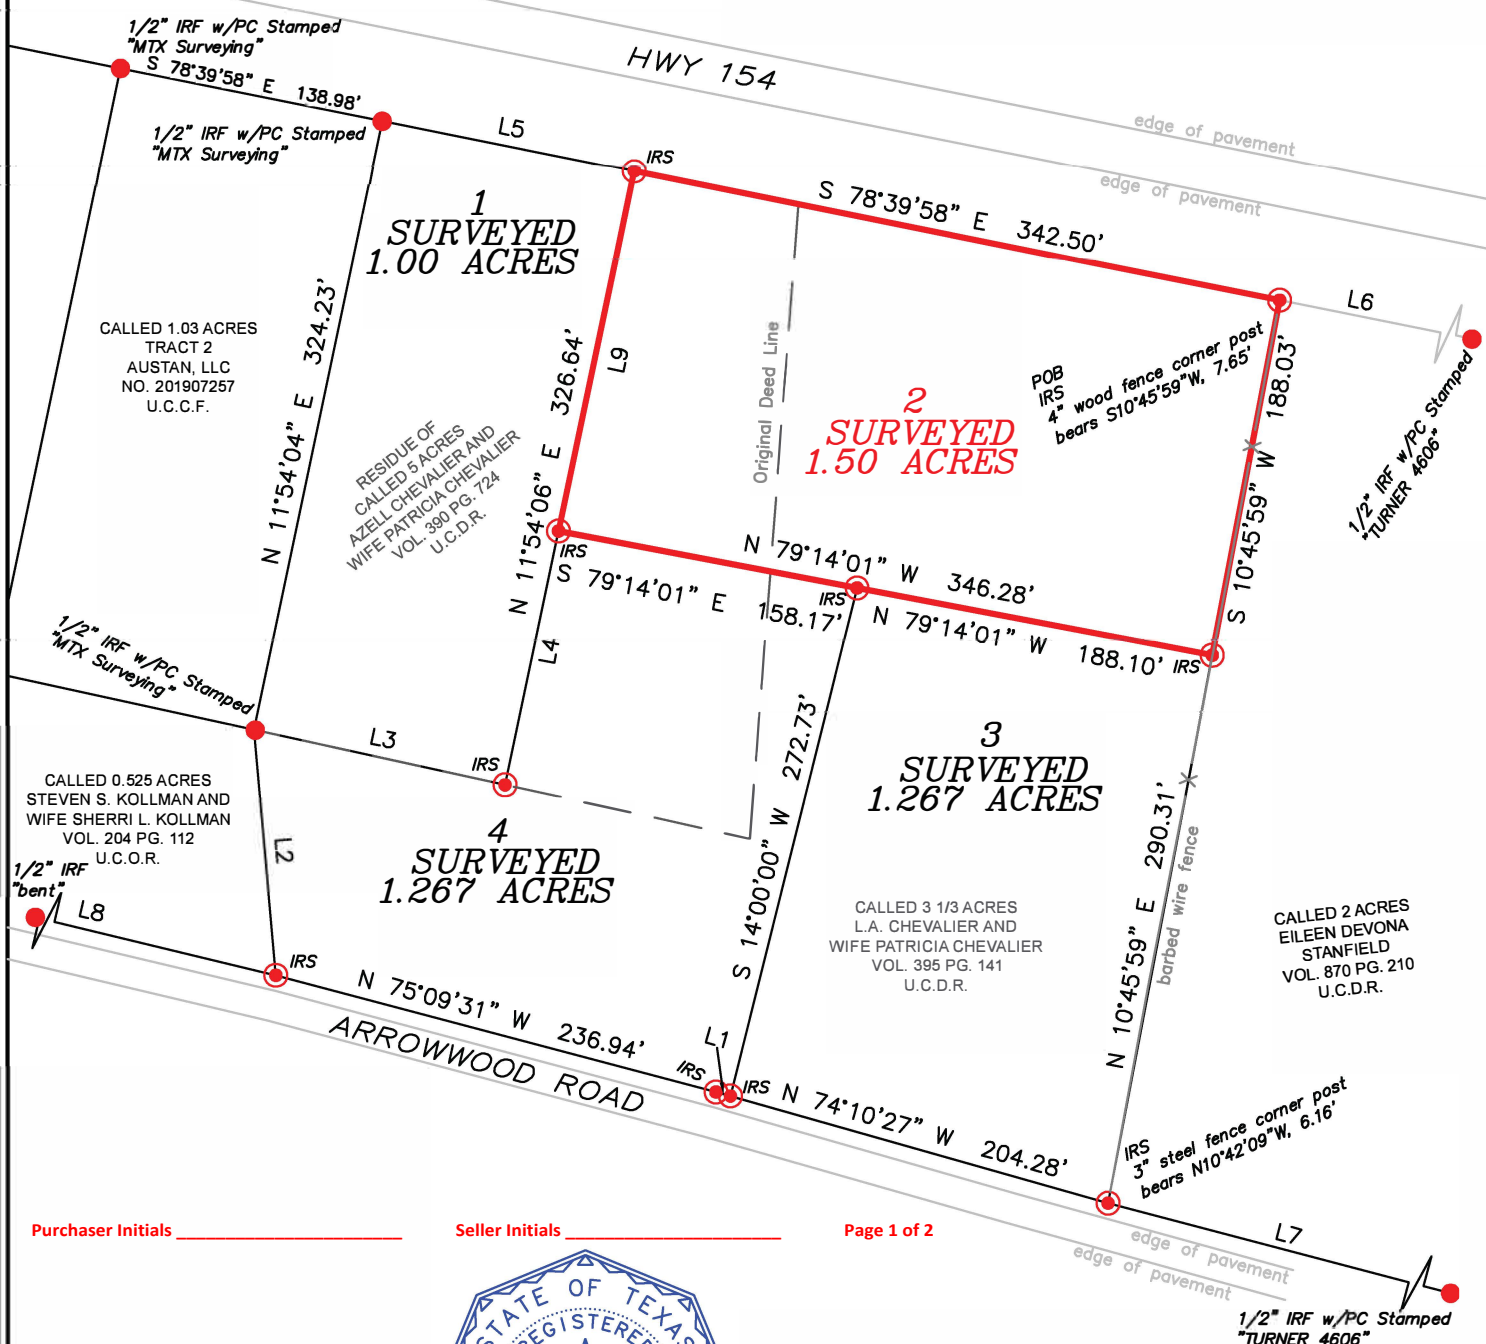 1/2" IRF w/PC Stamped
"MTX Surveying"
S 78°39'58" E 138.98'
1/2" IRF w/PC Stamped
"MTX Surveying"
L5
IRS
HWY 154
edge of pavement
edge of pavement
S 78°39'58" E 342.50'
L6
1/2" IRF w/PC Stamped
"TURNER 4606"
1
SURVEYED
1.00 ACRES
CALLED 1.03 ACRES
TRACT 2
AUSTAN, LLC
NO. 201907257
U.C.C.F.
N 11°54'04" E 324.23'
RESIDUE OF
CALLED 5 ACRES
AZELL CHEVALIER AND
WIFE PATRICIA CHEVALIER
VOL. 390 PG. 724
U.C.D.R.
N 11°54'06" E 326.64'
L9
Original Deed Line
2
SURVEYED
1.50 ACRES
POB
IRS
4" wood fence corner post
bears S10°45'59"W, 7.65'
S 10°45'59" W 188.03'
IRS
N 79°14'01" W 346.28'
S 79°14'01" E 158.17'
IRS
N 79°14'01" W 188.10'
IRS
L4
1/2" IRF w/PC Stamped
"MTX Surveying"
L3
IRS
CALLED 0.525 ACRES
STEVEN S. KOLLMAN AND
WIFE SHERRI L. KOLLMAN
VOL. 204 PG. 112
U.C.O.R.
1/2" IRF
"bent"
L8
L2
IRS
4
SURVEYED
1.267 ACRES
S 14°00'00" W 272.73'
3
SURVEYED
1.267 ACRES
CALLED 3 1/3 ACRES
L.A. CHEVALIER AND
WIFE PATRICIA CHEVALIER
VOL. 395 PG. 141
U.C.D.R.
N 10°45'59" E 290.31'
barbed wire fence
CALLED 2 ACRES
EILEEN DEVONA
STANFIELD
VOL. 870 PG. 210
U.C.D.R.
N 75°09'31" W 236.94'
ARROWWOOD ROAD
L1
IRS
IRS
N 74°10'27" W 204.28'
IRS
3" steel fence corner post
bears N10°42'09"W, 6.16'
L7
edge of pavement
edge of pavement
1/2" IRF w/PC Stamped
"TURNER 4606"
Purchaser Initials
Seller Initials
Page 1 of 2
STATE OF TEXAS
REGISTERED